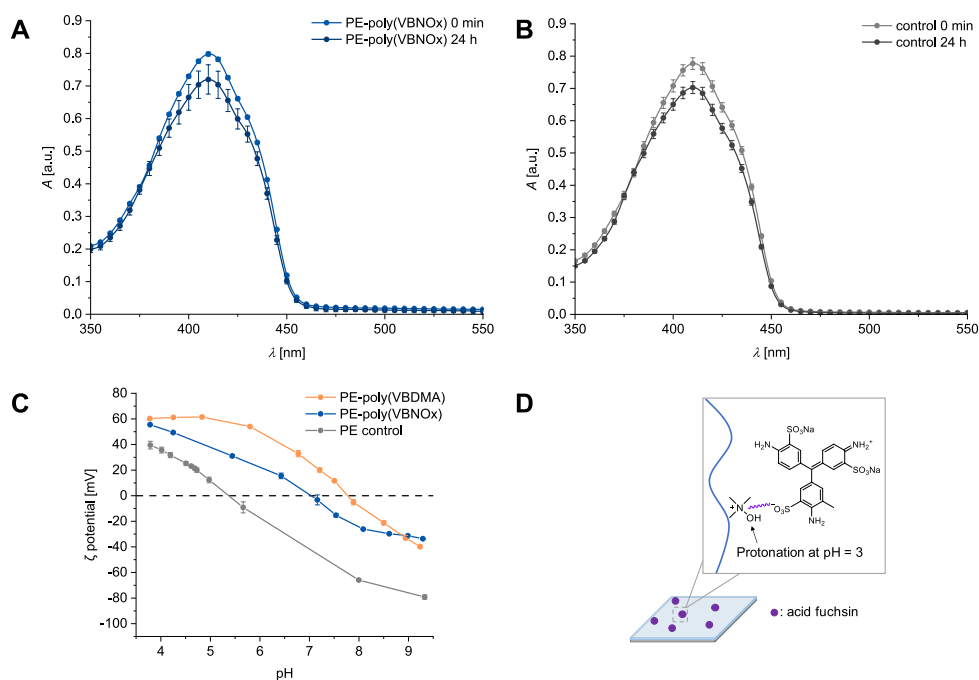 A
PE-poly(VBNOx) 0 min
PE-poly(VBNOx) 24 h
0.9
0.8
0.7
0.6
0.5
0.4
0.3
0.2
0.1
0.0
A [a.u.]
350 400 450 500 550
λ [nm]
B
control 0 min
control 24 h
0.9
0.8
0.7
0.6
0.5
0.4
0.3
0.2
0.1
0.0
A [a.u.]
350 400 450 500 550
λ [nm]
C
PE-poly(VBDMA)
PE-poly(VBNOx)
PE control
80
60
40
20
0
-20
-40
-60
-80
-100
ζ potential [mV]
4 5 6 7 8 9
pH
D
SO₃Na
H₂N
NH₂⁺
SO₃Na
⁻O₃S
N⁺
OH
NH₂
Protonation at pH = 3
: acid fuchsin